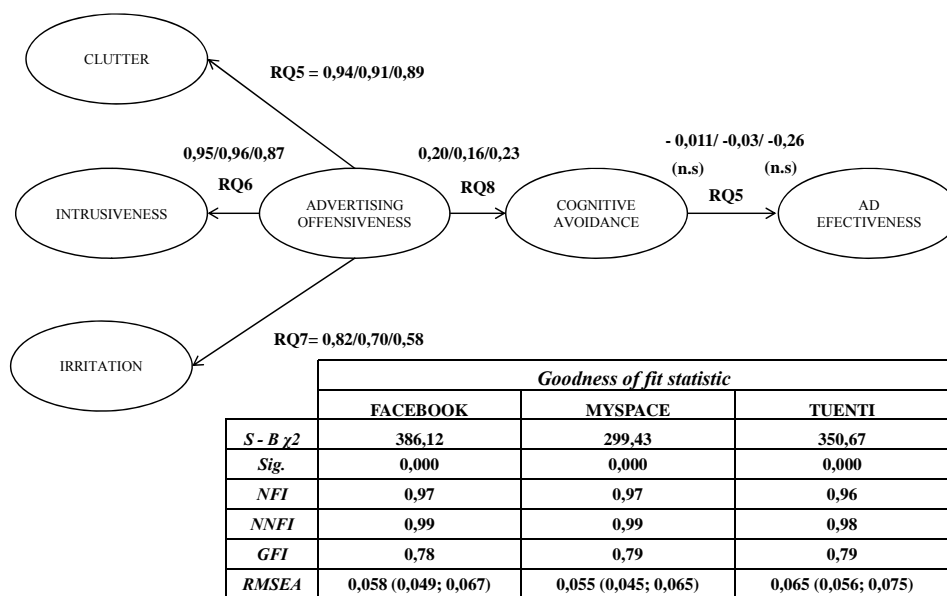 CLUTTER
RQ5 = 0,94/0,91/0,89
0,95/0,96/0,87
RQ6
0,20/0,16/0,23
RQ8
- 0,011/ -0,03/ -0,26
(n.s) (n.s)
RQ5
INTRUSIVENESS
ADVERTISING
OFFENSIVENESS
COGNITIVE
AVOIDANCE
AD
EFECTIVENESS
RQ7= 0,82/0,70/0,58
IRRITATION
Goodness of fit statistic
FACEBOOK MYSPACE TUENTI
S - B χ2 386,12 299,43 350,67
Sig. 0,000 0,000 0,000
NFI 0,97 0,97 0,96
NNFI 0,99 0,99 0,98
GFI 0,78 0,79 0,79
RMSEA 0,058 (0,049; 0,067) 0,055 (0,045; 0,065) 0,065 (0,056; 0,075)